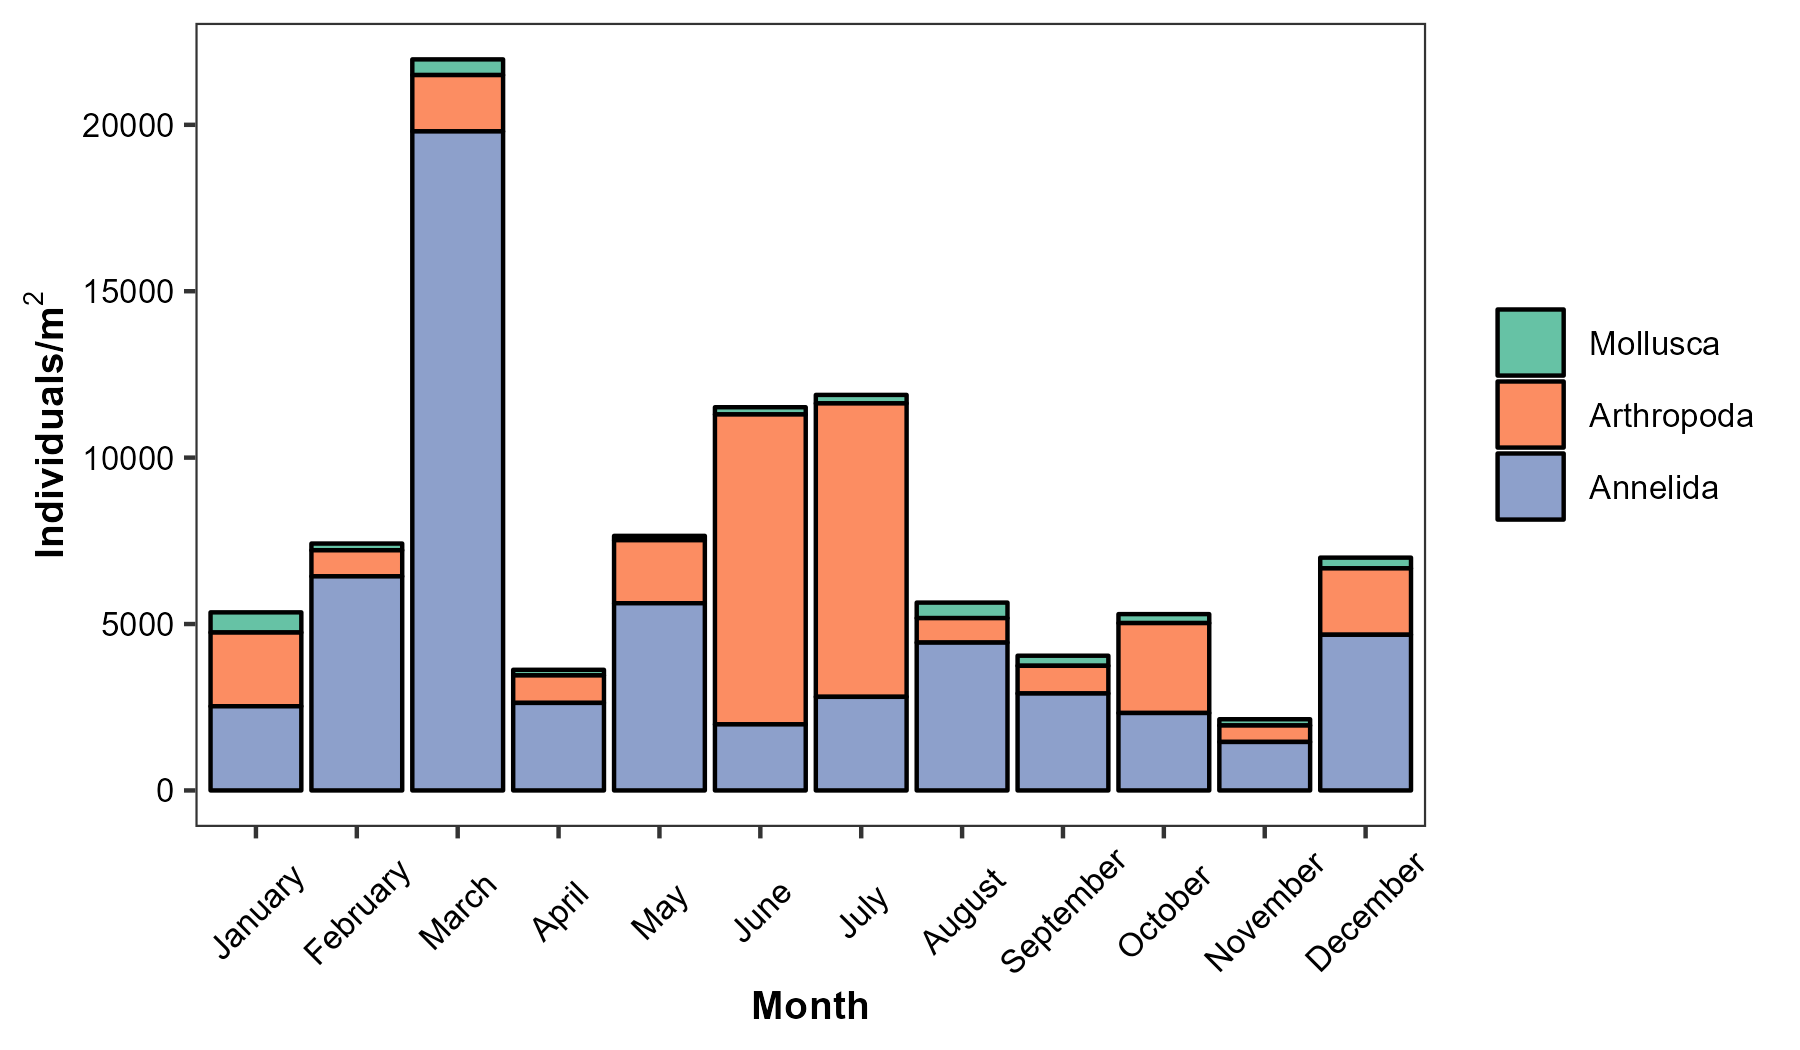 Individuals/m²
20000
15000
10000
5000
0
January
February
March
April
May
June
July
August
September
October
November
December
Month
Mollusca
Arthropoda
Annelida